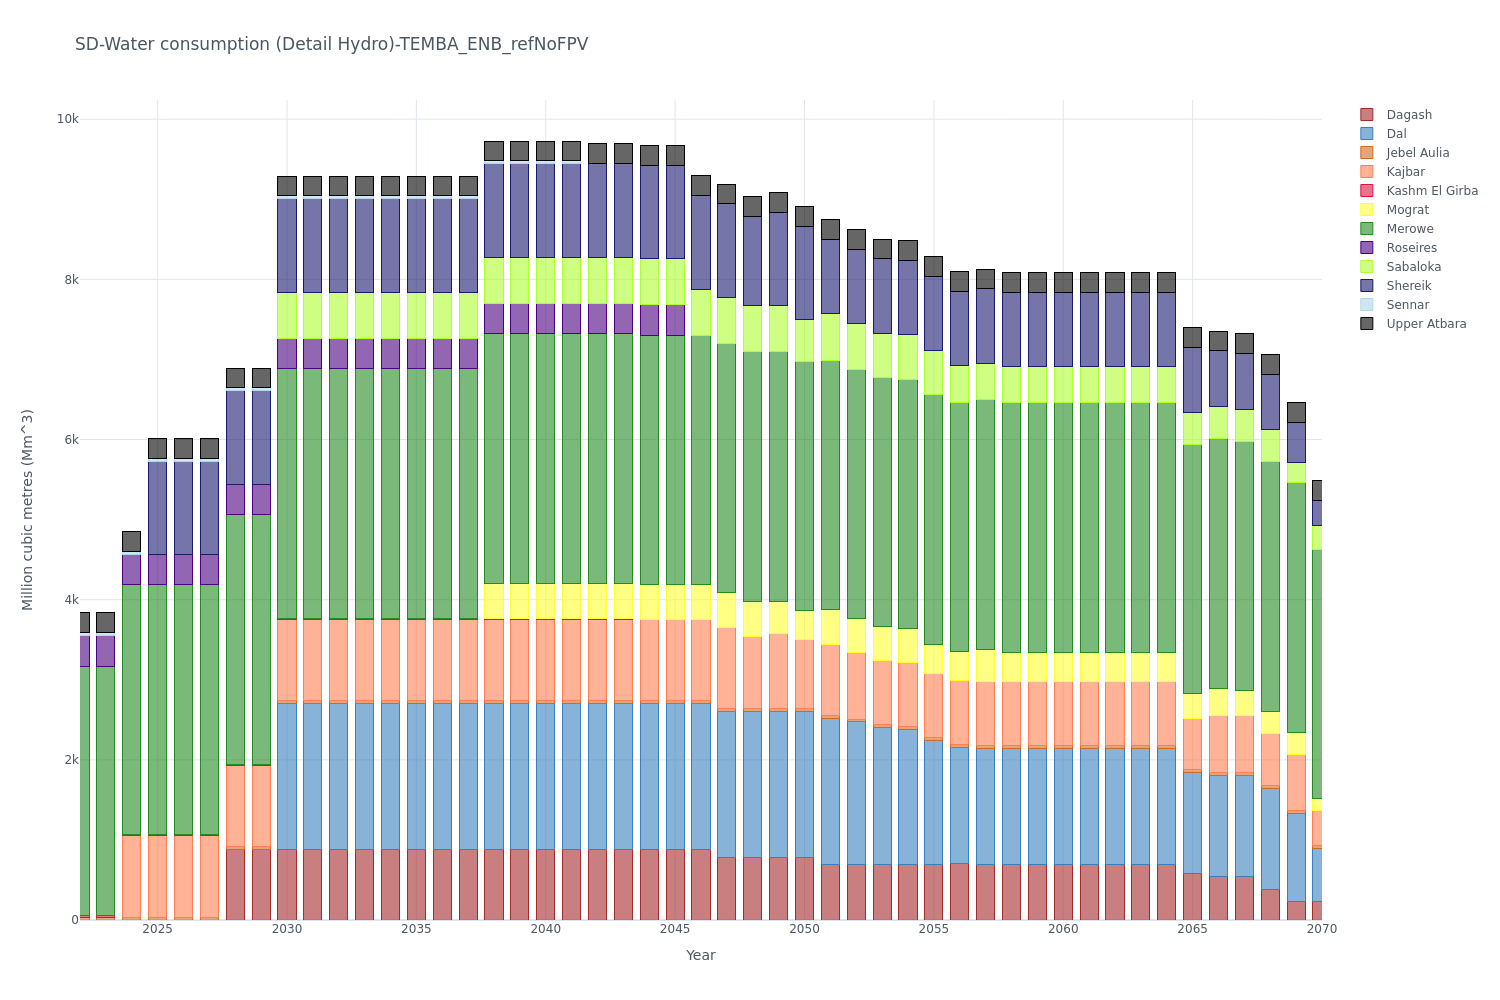 SD-Water consumption (Detail Hydro)-TEMBA_ENB_refNoFPV
10k
8k
6k
4k
2k
0
Million cubic metres (Mm^3)
2025
2030
2035
2040
2045
2050
2055
2060
2065
2070
Year
Dagash
Dal
Jebel Aulia
Kajbar
Kashm El Girba
Mograt
Merowe
Roseires
Sabaloka
Shereik
Sennar
Upper Atbara